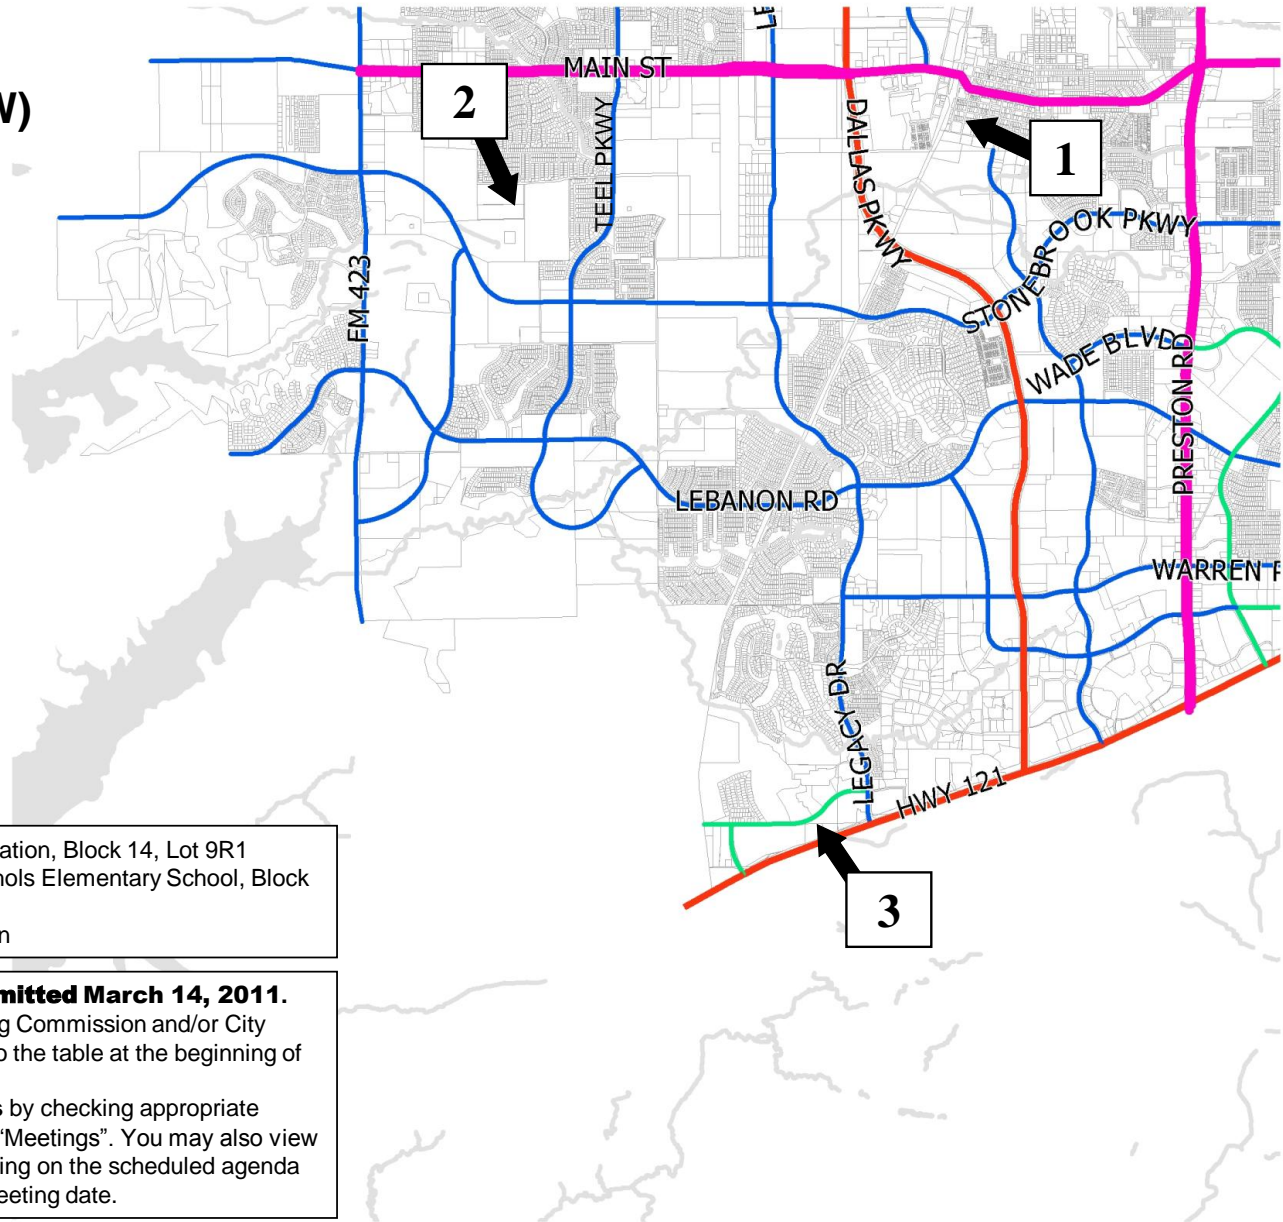 LE
MAIN ST
W)
2
DALLAS PKWY
TEEL PKWY
1
STONEBROOK PKWY
FM 423
WADE BLVD
PRESTON RD
LEBANON RD
WARREN P
LEGACY DR
HWY 121
3
ation, Block 14, Lot 9R1
hols Elementary School, Block
n
mitted March 14, 2011.
g Commission and/or City
o the table at the beginning of
s by checking appropriate
“Meetings”. You may also view
ing on the scheduled agenda
eeting date.